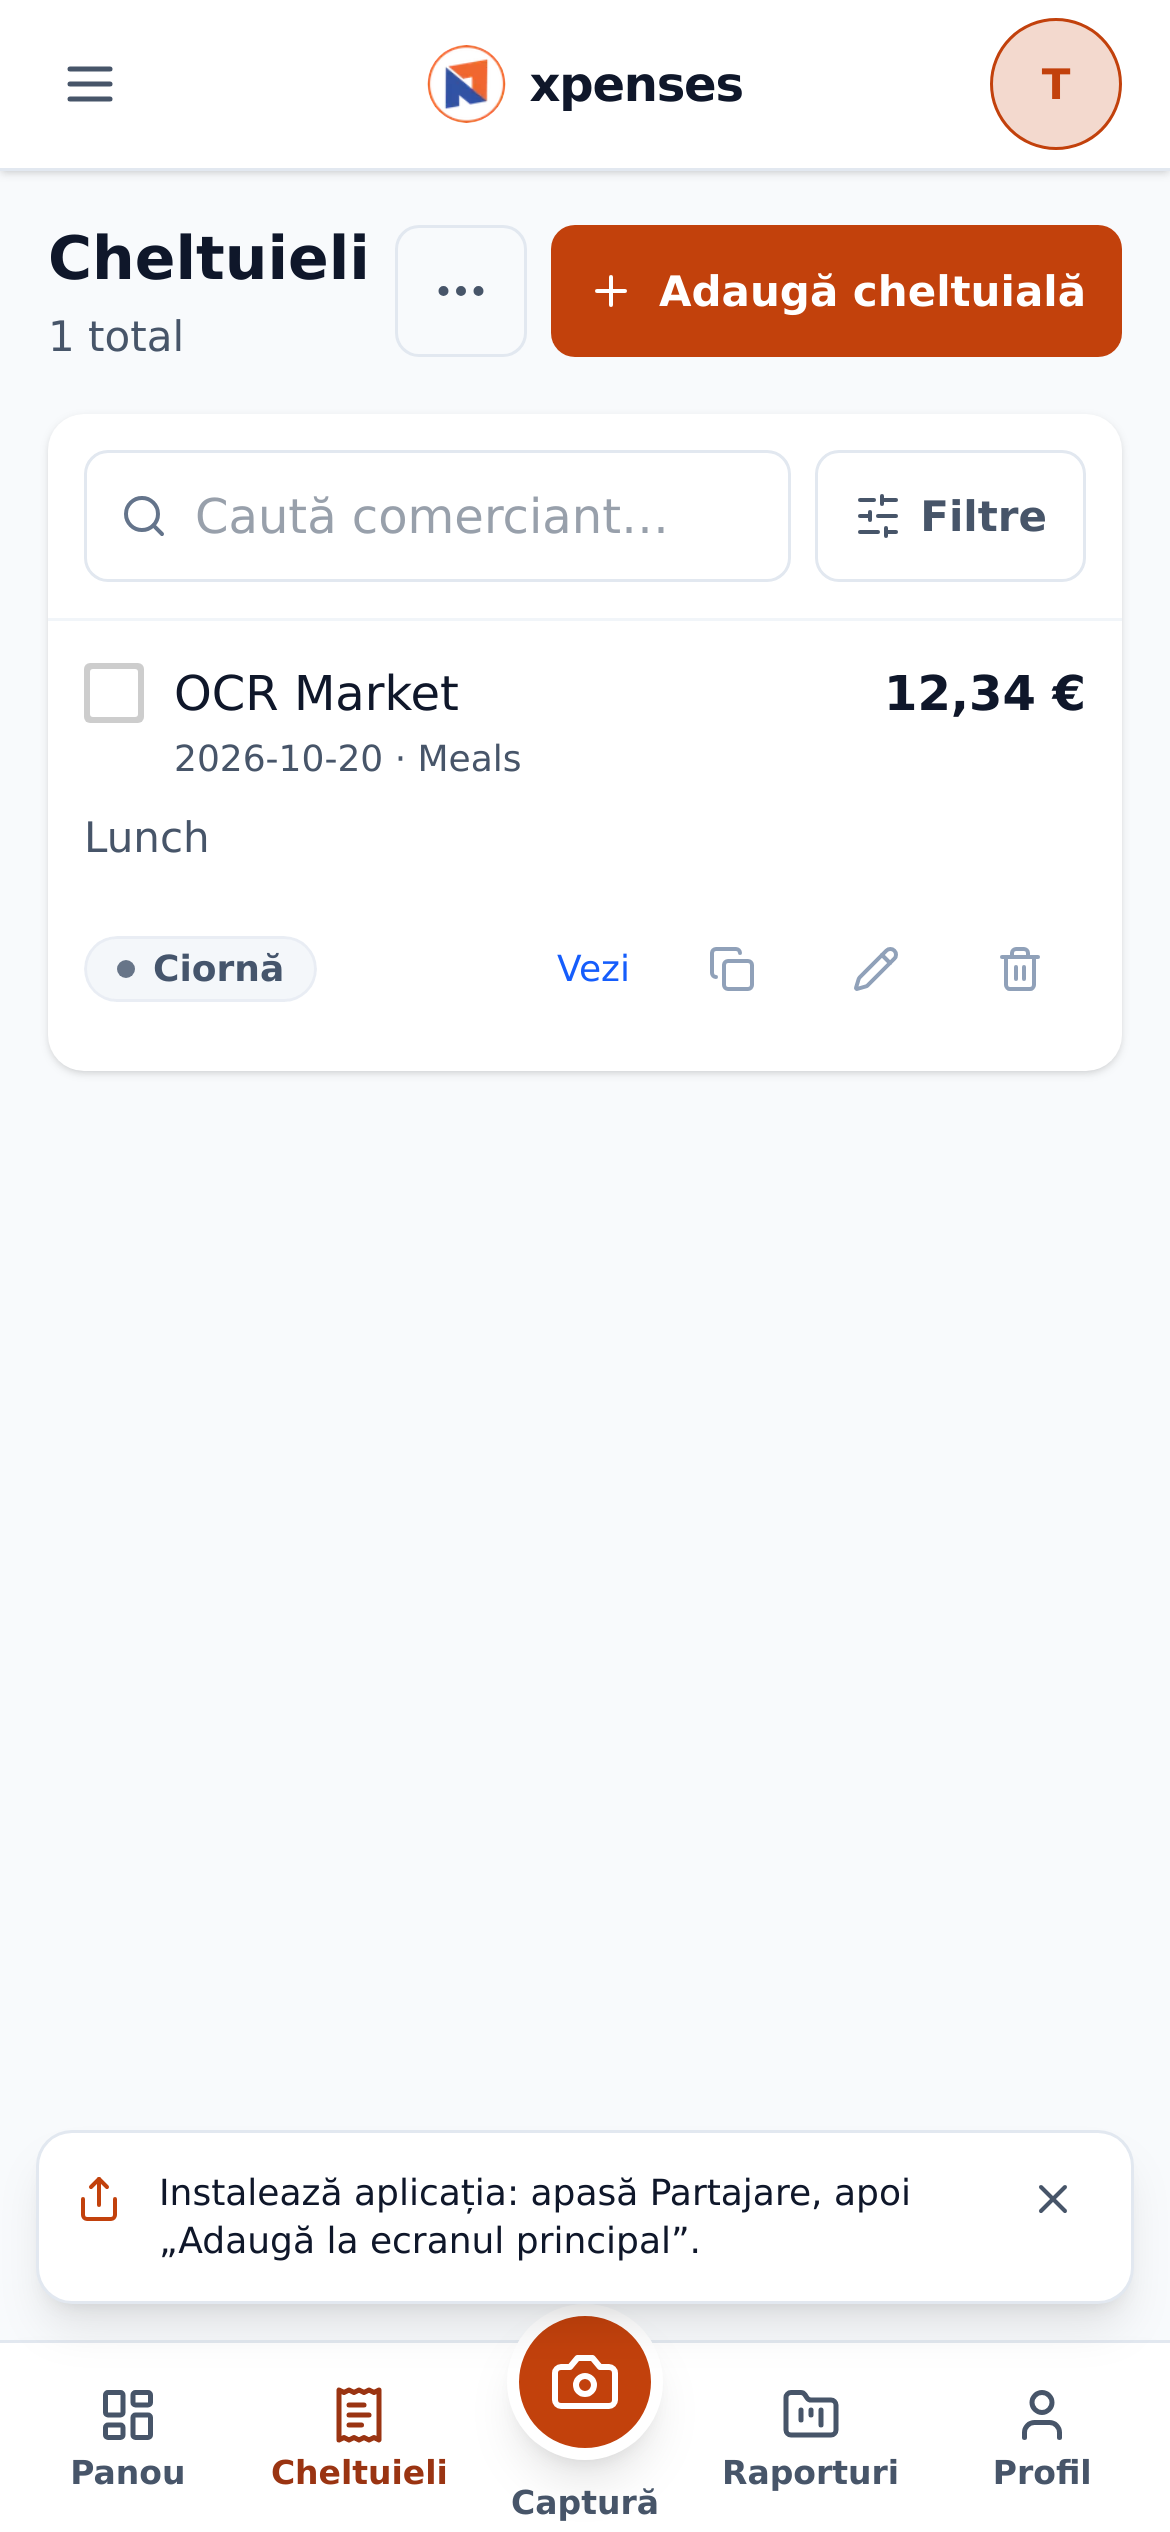 xpenses
T
Cheltuieli
1 total
Adaugă cheltuială
Caută comerciant...
Filtre
OCR Market
12,34 €
2026-10-20 · Meals
Lunch
Ciornă
Vezi
Instalează aplicația: apasă Partajare, apoi
„Adaugă la ecranul principal”.
Panou
Cheltuieli
Captură
Raporturi
Profil